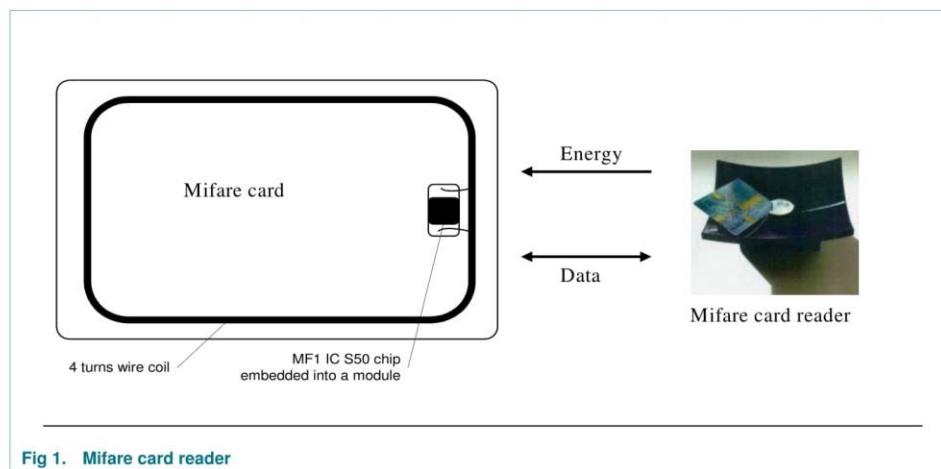 Mifare card
Energy
Data
Mifare card reader
4 turns wire coil
MF1 IC S50 chip
embedded into a module
Fig 1. Mifare card reader